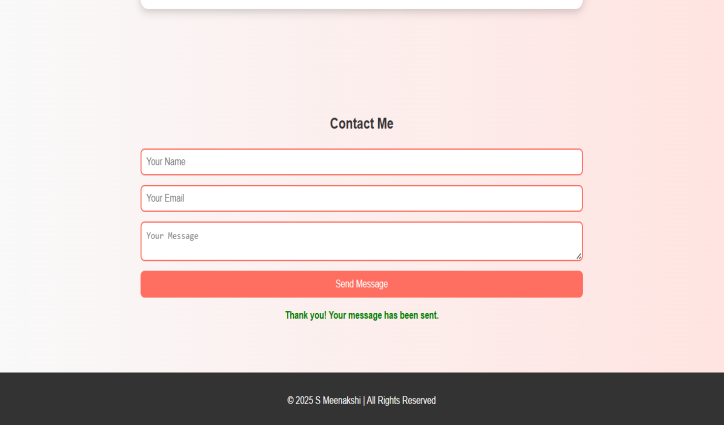 Contact Me
Your Name
Your Email
Your Message
Send Message
Thank you! Your message has been sent.
© 2025 S Meenakshi | All Rights Reserved